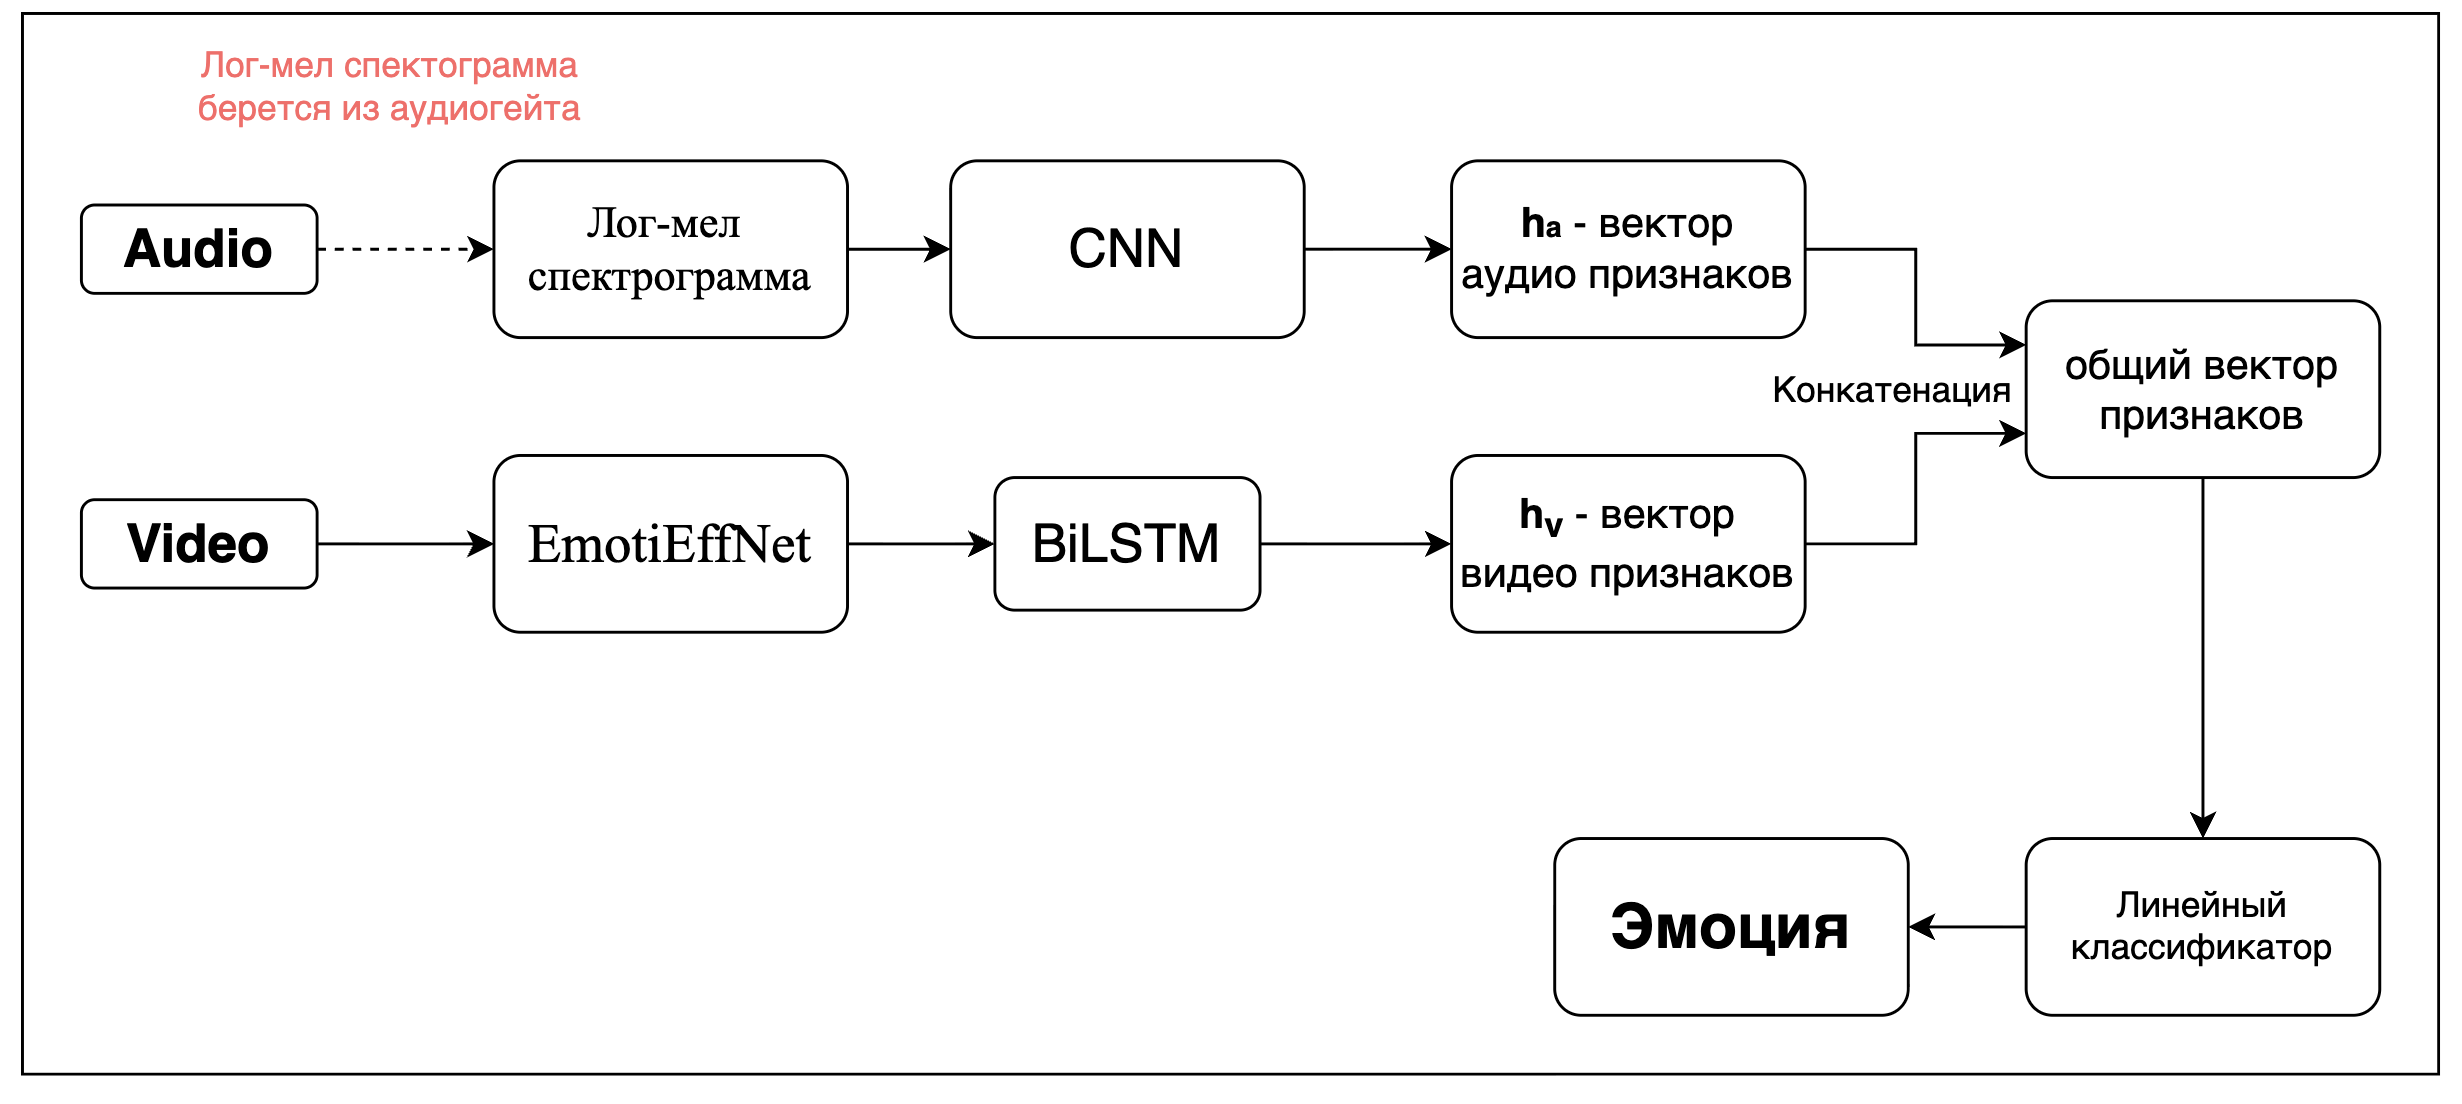 Лог-мел спектограмма
берется из аудиогейта
Audio
Лог-мел
спектрограмма
CNN
hₐ - вектор
аудио признаков
Конкатенация
общий вектор
признаков
Video
EmotiEffNet
BiLSTM
hᵥ - вектор
видео признаков
Эмоция
Линейный
классификатор